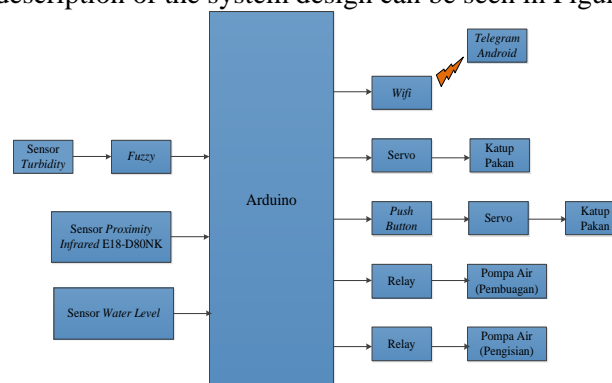 description of the system design can be seen in Figur
Telegram
Android
Wifi
Sensor
Turbidity
Fuzzy
Servo
Katup
Pakan
Arduino
Sensor Proximity
Infrared E18-D80NK
Push
Button
Servo
Katup
Pakan
Sensor Water Level
Relay
Pompa Air
(Pembuagan)
Relay
Pompa Air
(Pengisian)